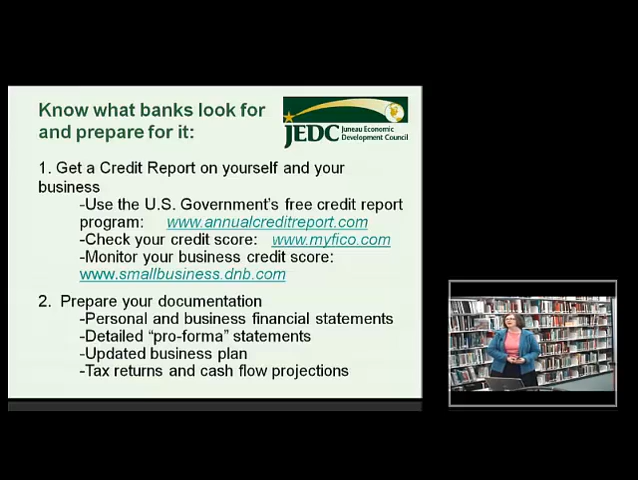 Know what banks look for
and prepare for it:
JEDC Juneau Economic
Development Council
1. Get a Credit Report on yourself and your
business
-Use the U.S. Government's free credit report
program: www.annualcreditreport.com
-Check your credit score: www.myfico.com
-Monitor your business credit score:
www.smallbusiness.dnb.com
2. Prepare your documentation
-Personal and business financial statements
-Detailed “pro-forma” statements
-Updated business plan
-Tax returns and cash flow projections